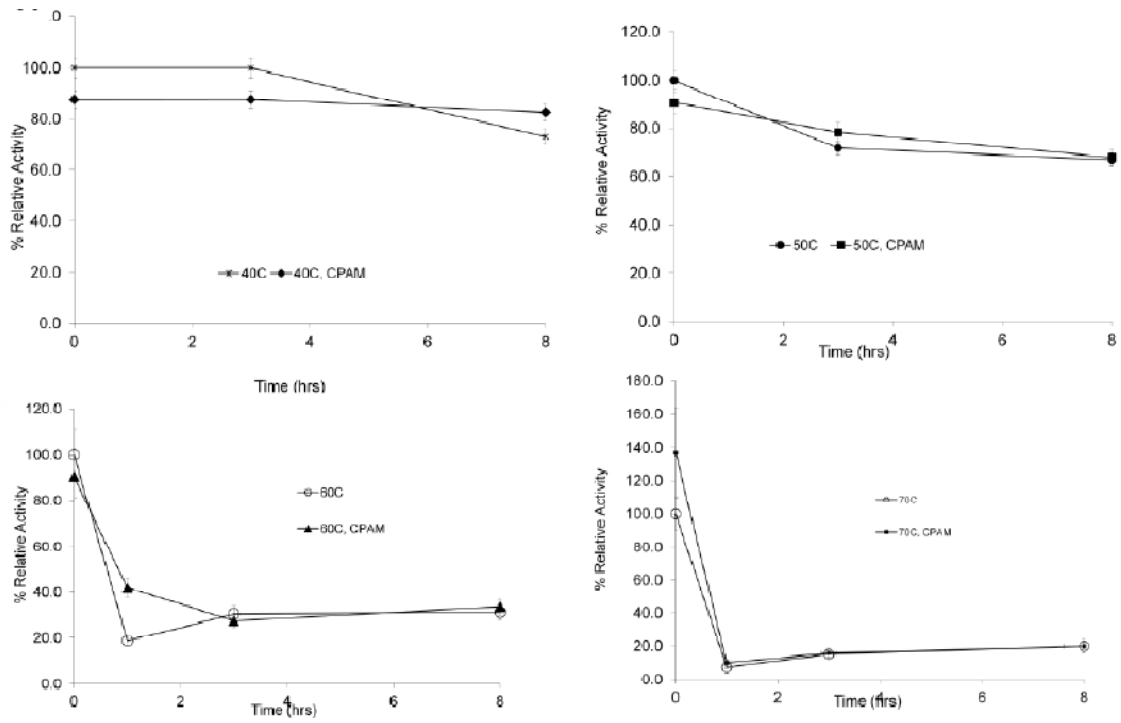 100.0
80.0
60.0
40.0
20.0
0.0
% Relative Activity
40C
40C, CPAM
0 2 4 6 8
Time (hrs)
120.0
100.0
80.0
60.0
40.0
20.0
0.0
% Relative Activity
50C
50C, CPAM
0 2 4 6 8
Time (hrs)
120.0
100.0
80.0
60.0
40.0
20.0
0.0
% Relative Activity
60C
60C, CPAM
0 2 4 6 8
Time (hrs)
180.0
160.0
140.0
120.0
100.0
80.0
60.0
40.0
20.0
0.0
% Relative Activity
70C
70C, CPAM
0 2 4 6 8
Time (hrs)